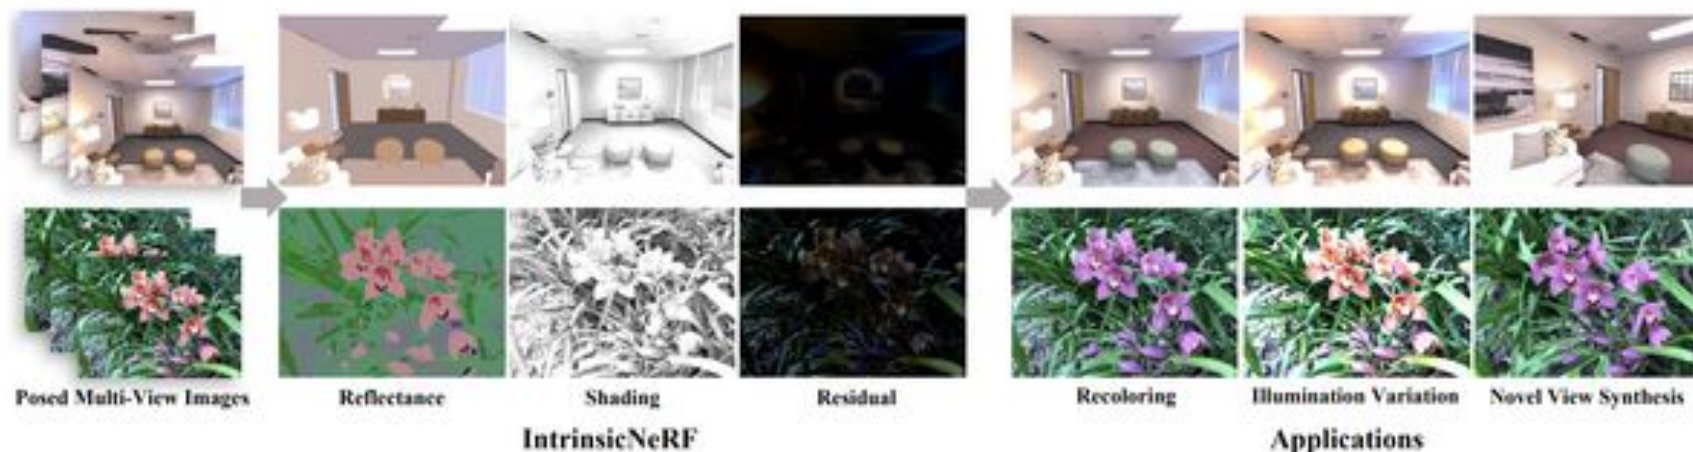 Posed Multi-View Images
Reflectance
Shading
Residual
Recoloring
Illumination Variation
Novel View Synthesis
IntrinsicNeRF
Applications